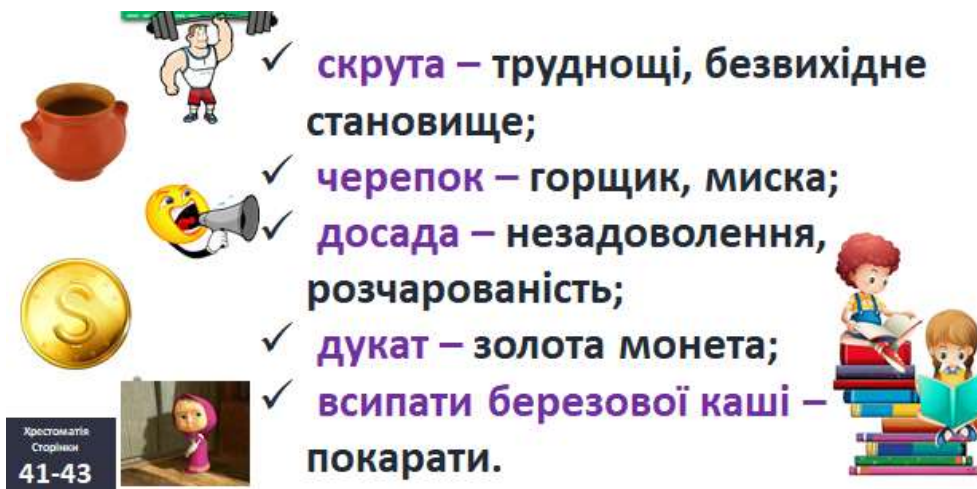 ✓ скрута – труднощі, безвихідне
становище;
✓ черепок – горщик, миска;
✓ досада – незадоволення,
розчарованість;
✓ дукат – золота монета;
✓ всипати березової каші –
покарати.
S
Хрестоматія
Сторінки
41-43